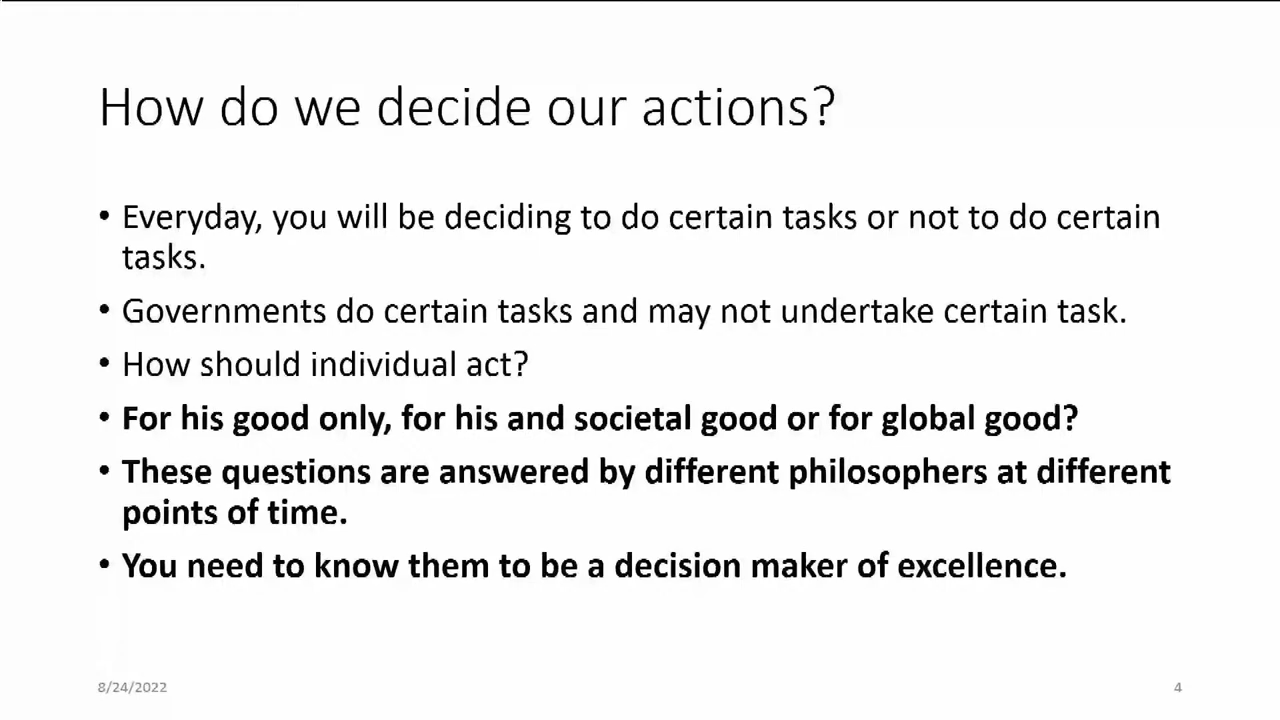 How do we decide our actions?
• Everyday, you will be deciding to do certain tasks or not to do certain
tasks.
• Governments do certain tasks and may not undertake certain task.
• How should individual act?
• For his good only, for his and societal good or for global good?
• These questions are answered by different philosophers at different
points of time.
• You need to know them to be a decision maker of excellence.
8/24/2022
4